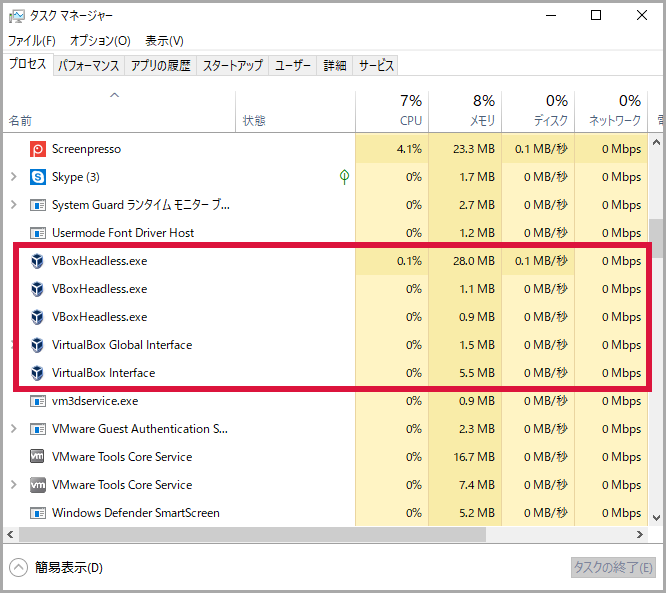 タスク マネージャー
ファイル(F) オプション(O) 表示(V)
プロセス パフォーマンス アプリの履歴 スタートアップ ユーザー 詳細 サービス
7% 8% 0% 0%
名前 状態 CPU メモリ ディスク ネットワーク
Screenpresso 4.1% 23.3 MB 0.1 MB/秒 0 Mbps
Skype (3) 0% 1.7 MB 0 MB/秒 0 Mbps
System Guard ランタイム モニター ブ... 0% 2.7 MB 0 MB/秒 0 Mbps
Usermode Font Driver Host 0% 1.2 MB 0 MB/秒 0 Mbps
VBoxHeadless.exe 0.1% 28.0 MB 0.1 MB/秒 0 Mbps
VBoxHeadless.exe 0% 1.1 MB 0 MB/秒 0 Mbps
VBoxHeadless.exe 0% 0.9 MB 0 MB/秒 0 Mbps
VirtualBox Global Interface 0% 1.5 MB 0 MB/秒 0 Mbps
VirtualBox Interface 0% 5.5 MB 0 MB/秒 0 Mbps
vm3dservice.exe 0% 0.9 MB 0 MB/秒 0 Mbps
VMware Guest Authentication S... 0% 2.3 MB 0 MB/秒 0 Mbps
VMware Tools Core Service 0% 16.7 MB 0 MB/秒 0 Mbps
VMware Tools Core Service 0% 7.4 MB 0 MB/秒 0 Mbps
Windows Defender SmartScreen 0% 5.2 MB 0 MB/秒 0 Mbps
簡易表示(D) タスクの終了(E)